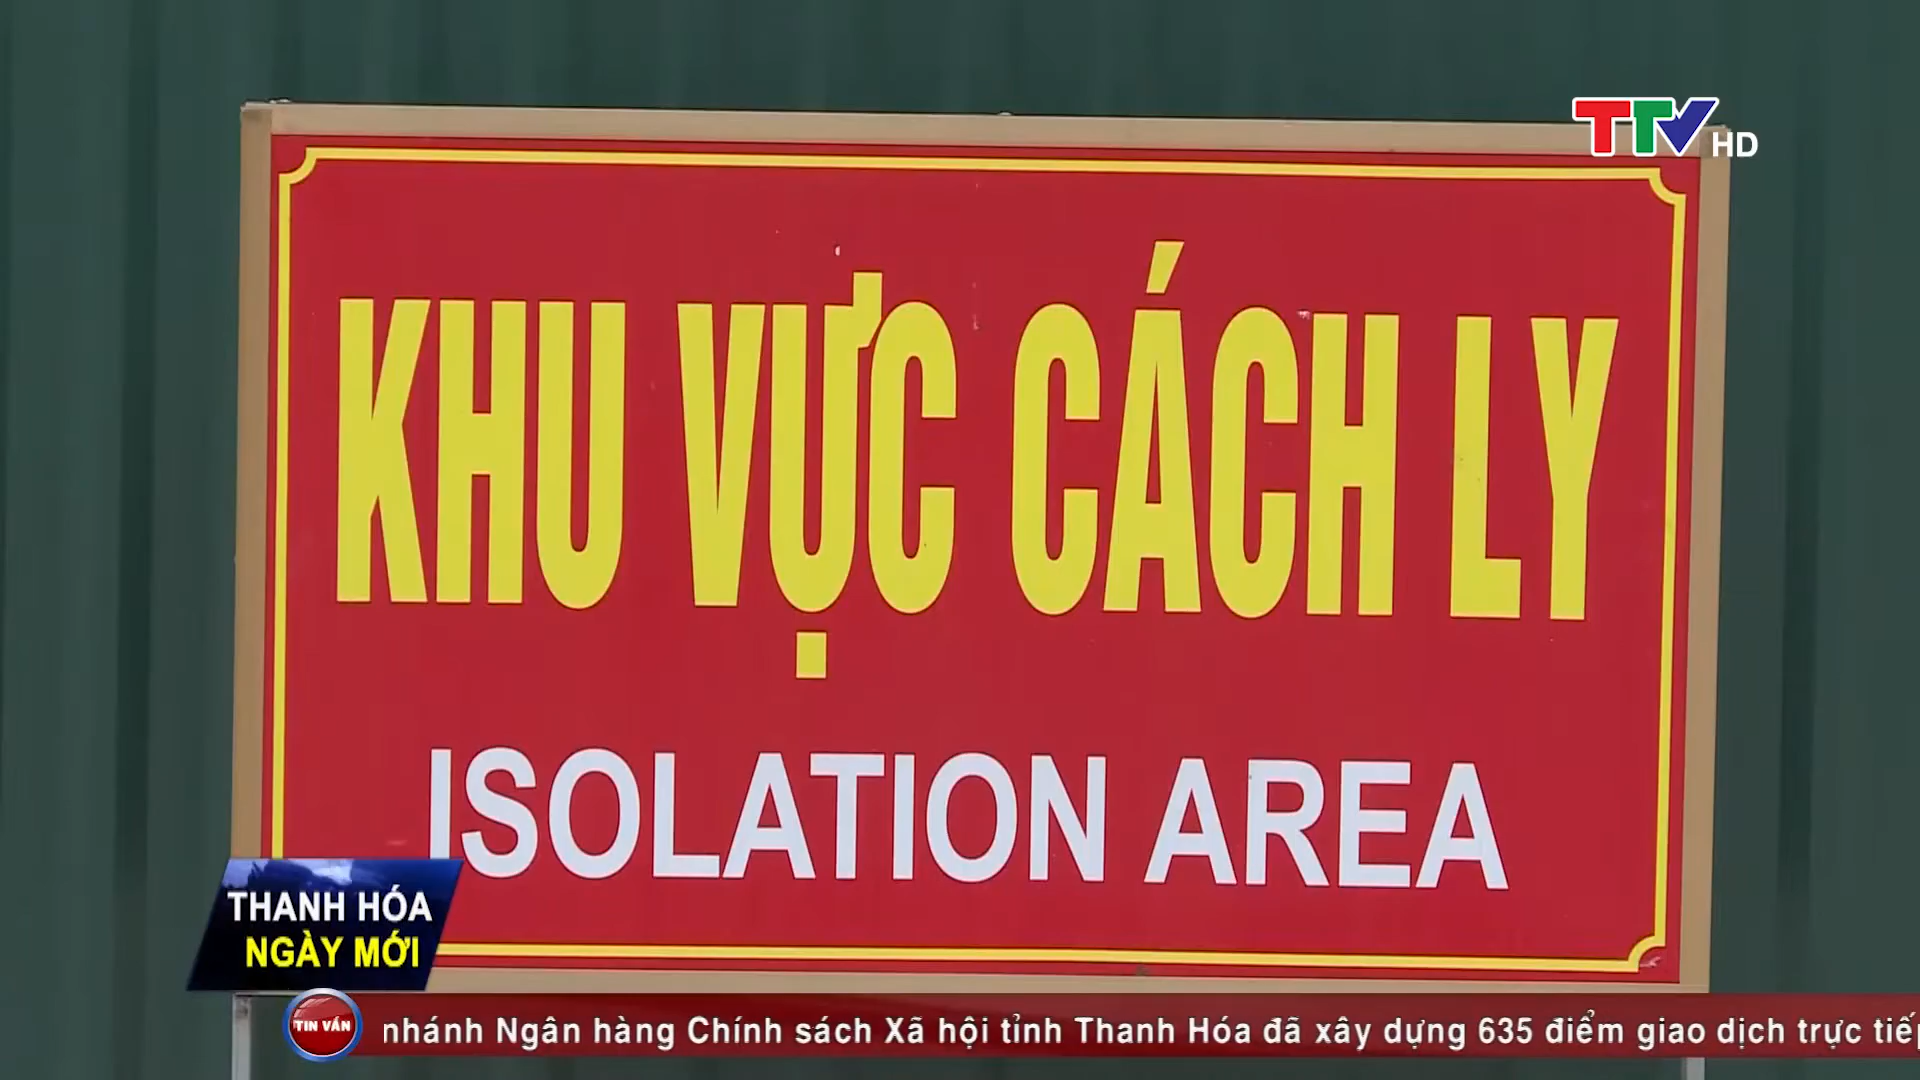 TTV HD
KHU VỰC CÁCH LY
ISOLATION AREA
THANH HÓA
NGÀY MỚI
TIN VẮN
nhánh Ngân hàng Chính sách Xã hội tỉnh Thanh Hóa đã xây dựng 635 điểm giao dịch trực tiếp